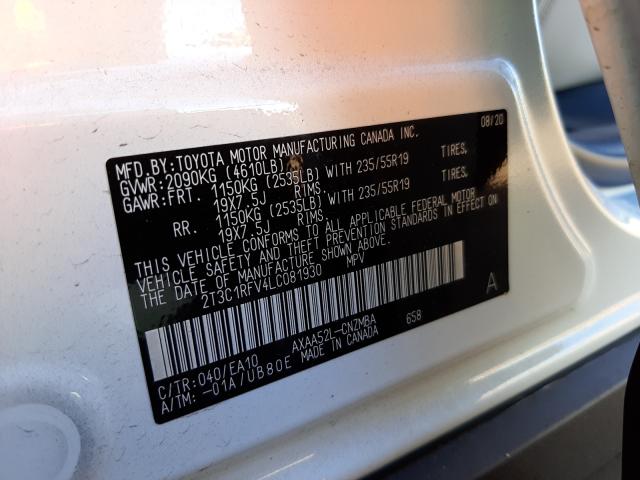 08/20
MFD.BY:TOYOTA MOTOR MANUFACTURING CANADA INC.
GVWR:2090KG (4610LB)
GAWR:FRT. 1150KG (2535LB) WITH 235/55R19 TIRES,
19X7.5J RIMS
RR. 1150KG (2535LB) WITH 235/55R19 TIRES,
19X7.5J RIMS
THIS VEHICLE CONFORMS TO ALL APPLICABLE FEDERAL MOTOR
VEHICLE SAFETY AND THEFT PREVENTION STANDARDS IN EFFECT ON
THE DATE OF MANUFACTURE SHOWN ABOVE.
2T3C1RFV4LC081930 MPV
A
C/TR:040/EA10 AXAA52L-CNZMBA 658
A/TM:-01A/UB80E MADE IN CANADA